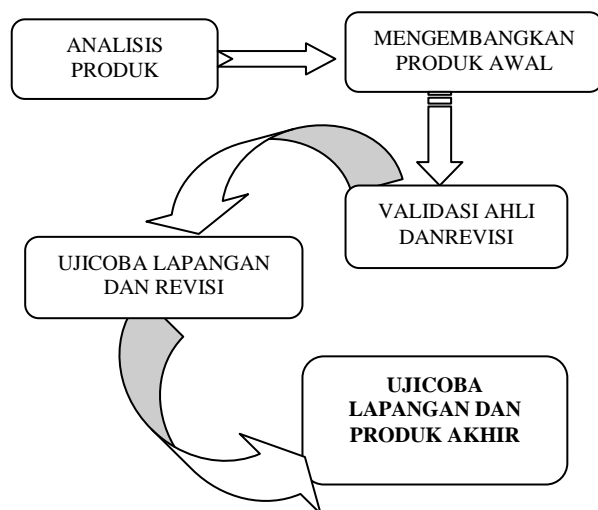 ANALISIS
PRODUK
MENGEMBANGKAN
PRODUK AWAL
VALIDASI AHLI
DANREVISI
UJICOBA LAPANGAN
DAN REVISI
UJICOBA
LAPANGAN DAN
PRODUK AKHIR